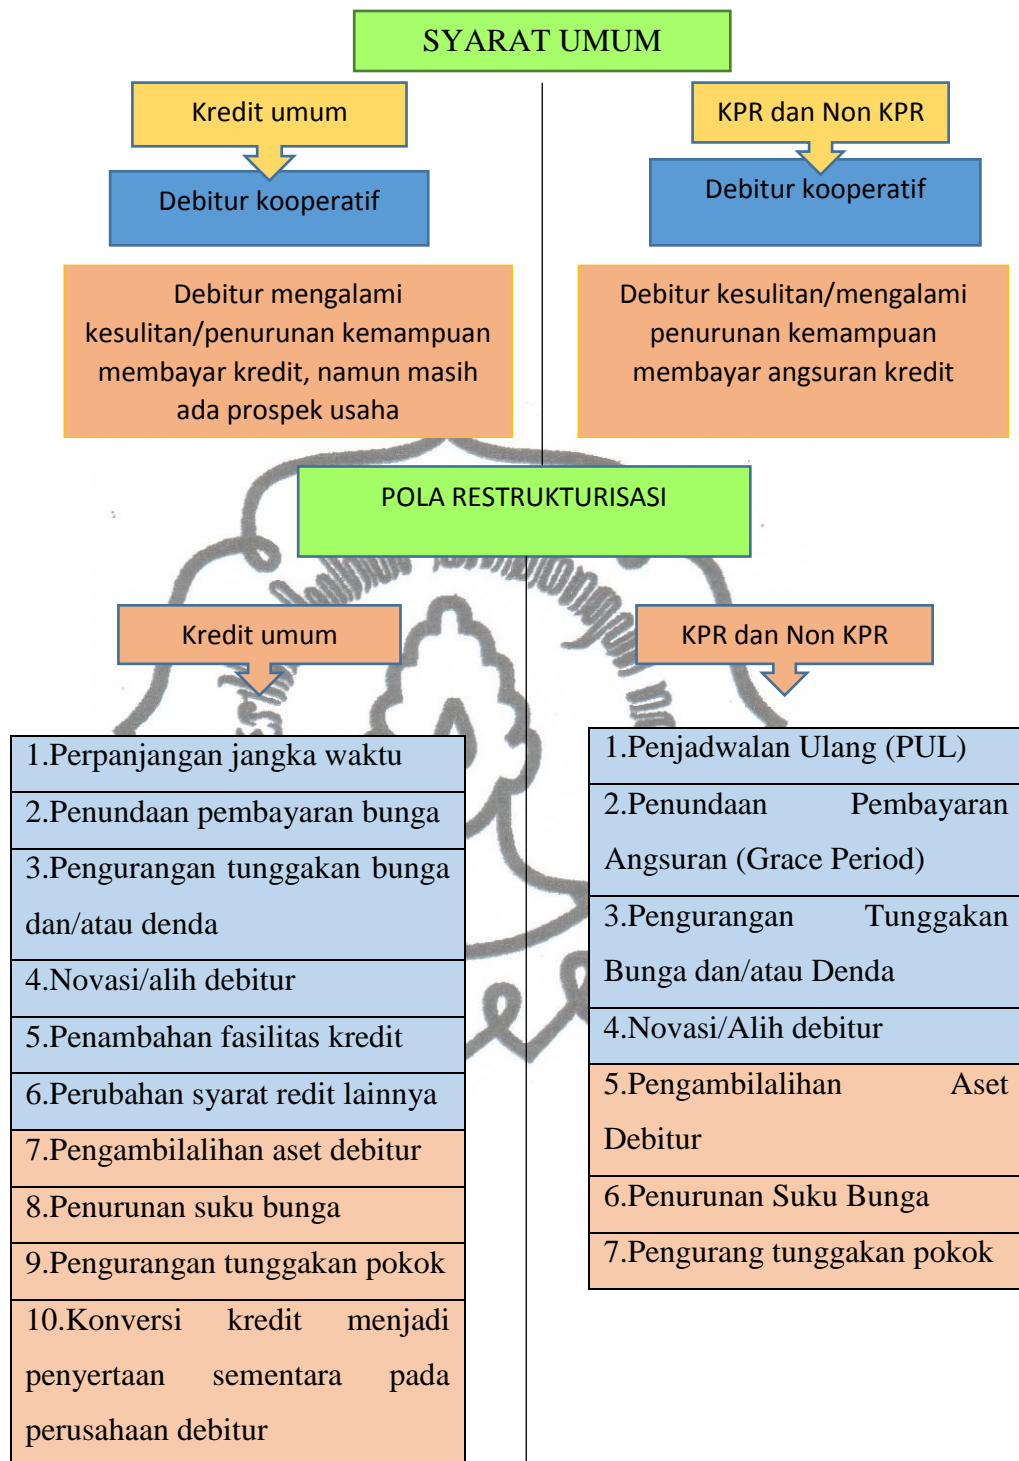 SYARAT UMUM
Kredit umum
Debitur kooperatif
Debitur mengalami
kesulitan/penurunan kemampuan
membayar kredit, namun masih
ada prospek usaha
KPR dan Non KPR
Debitur kooperatif
Debitur kesulitan/mengalami
penurunan kemampuan
membayar angsuran kredit
POLA RESTRUKTURISASI
Kredit umum
1.Perpanjangan jangka waktu
2.Penundaan pembayaran bunga
3.Pengurangan tunggakan bunga
dan/atau denda
4.Novasi/alih debitur
5.Penambahan fasilitas kredit
6.Perubahan syarat redit lainnya
7.Pengambilalihan aset debitur
8.Penurunan suku bunga
9.Pengurangan tunggakan pokok
10.Konversi kredit menjadi
penyertaan sementara pada
perusahaan debitur
KPR dan Non KPR
1.Penjadwalan Ulang (PUL)
2.Penundaan Pembayaran
Angsuran (Grace Period)
3.Pengurangan Tunggakan
Bunga dan/atau Denda
4.Novasi/Alih debitur
5.Pengambilalihan Aset
Debitur
6.Penurunan Suku Bunga
7.Pengurang tunggakan pokok